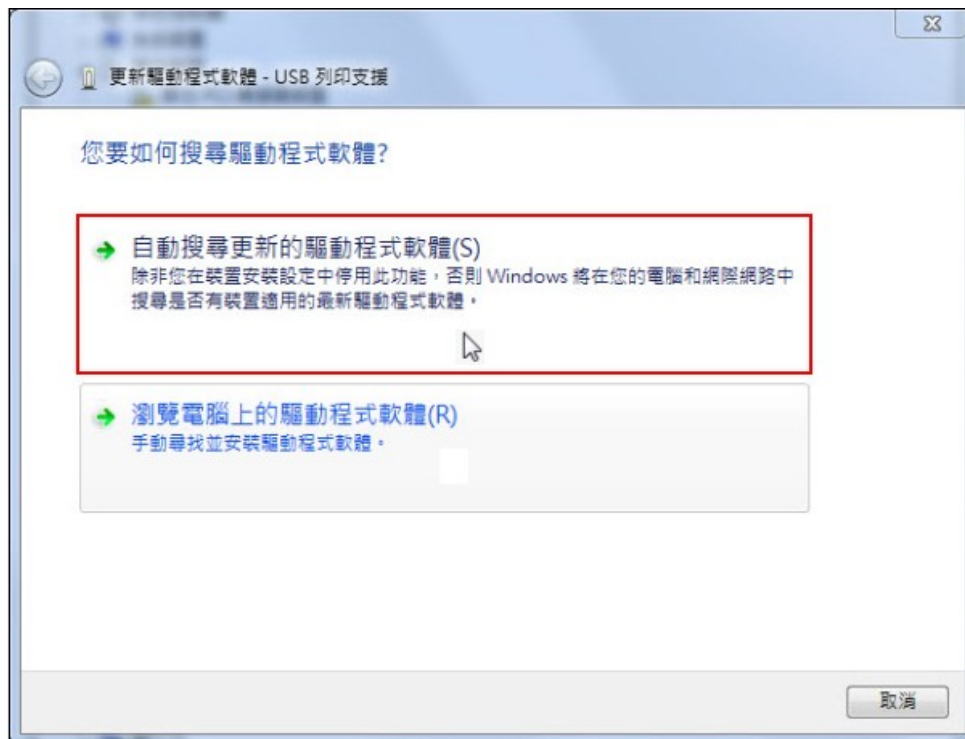 更新驅動程式軟體 - USB 列印支援
您要如何搜尋驅動程式軟體?
自動搜尋更新的驅動程式軟體(S)
除非您在裝置安裝設定中停用此功能，否則 Windows 將在您的電腦和網際網路中
搜尋是否有裝置適用的最新驅動程式軟體。
瀏覽電腦上的驅動程式軟體(R)
手動尋找並安裝驅動程式軟體。
取消